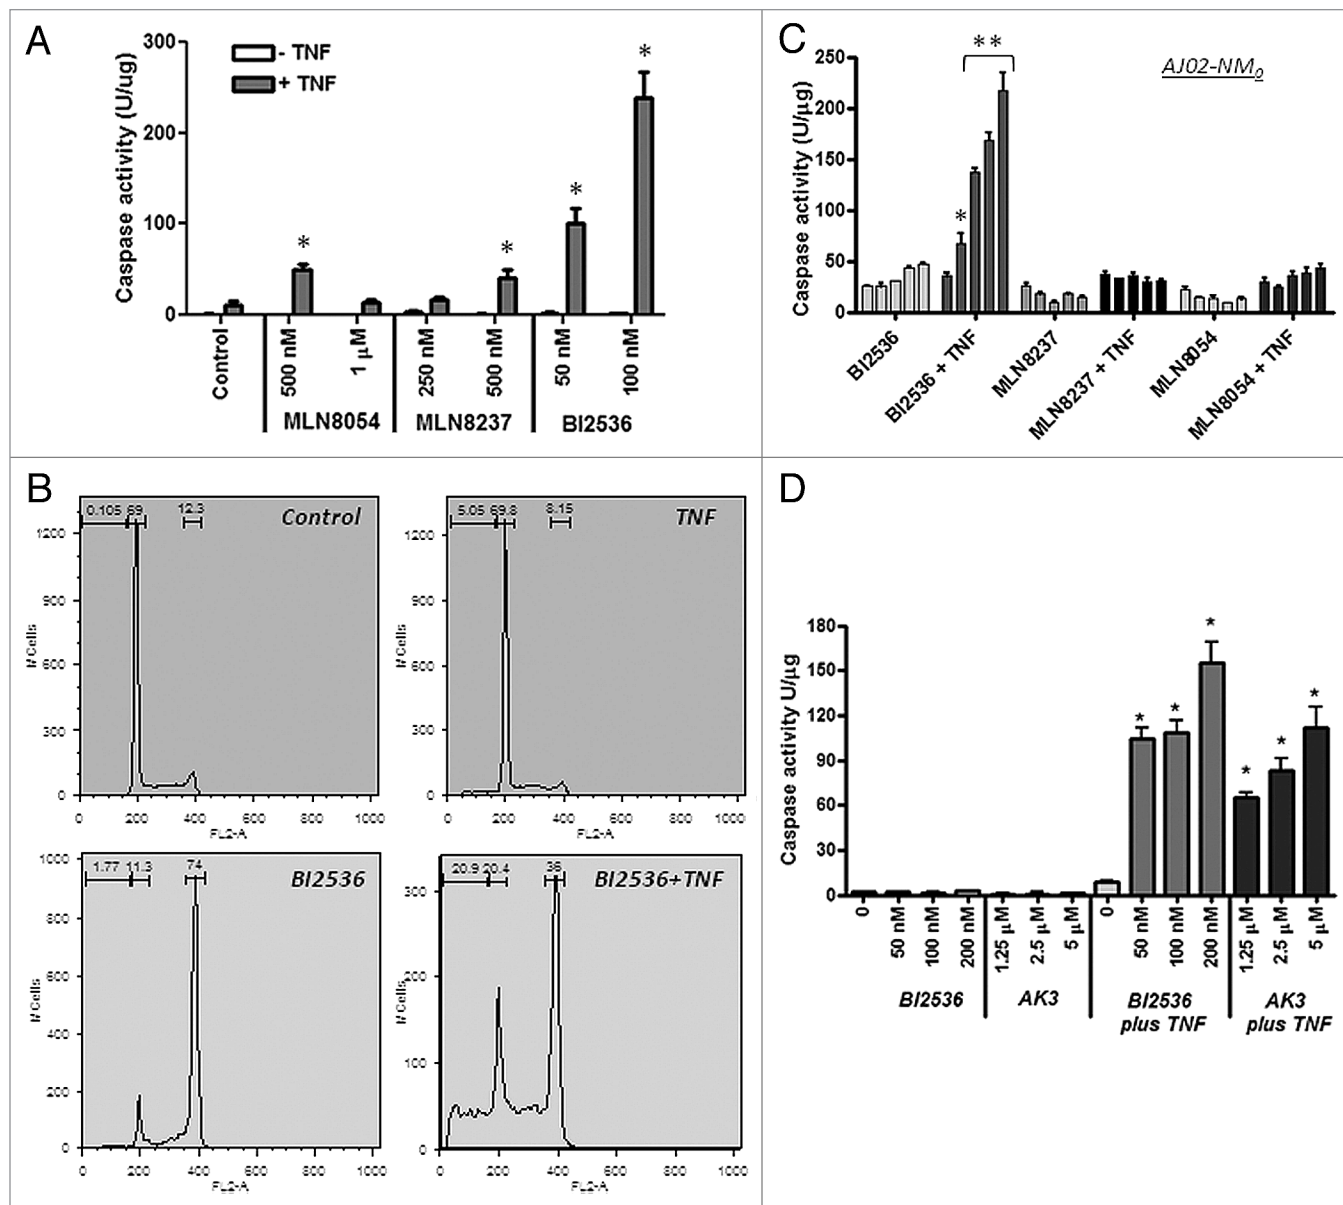 A
Caspase activity (U/ug)
300
200
100
0
- TNF
+ TNF
*
*
*
*
Control
500 nM
1 µM
250 nM
500 nM
50 nM
100 nM
MLN8054
MLN8237
BI2536
C
Caspase activity (U/µg)
250
200
150
100
50
0
**
*
AJ02-NM0
BI2536
BI2536 + TNF
MLN8237
MLN8237 + TNF
MLN8054
MLN8054 + TNF
B
0.105 69 12.3
Control
# Cells
1200
900
600
300
0
0 200 400 600 800 1000
FL2-A
5.05 69.8 8.15
TNF
# Cells
1200
900
600
300
0
0 200 400 600 800 1000
FL2-A
1.77 11.3 74
BI2536
# Cells
1000
800
600
400
200
0
0 200 400 600 800 1000
FL2-A
20.9 20.4 36
BI2536+TNF
# Cells
300
200
100
0
0 200 400 600 800 1000
FL2-A
D
Caspase activity U/µg
180
150
120
90
60
30
0
*
*
*
*
*
*
0
50 nM
100 nM
200 nM
1.25 µM
2.5 µM
5 µM
0
50 nM
100 nM
200 nM
1.25 µM
2.5 µM
5 µM
BI2536
AK3
BI2536
plus TNF
AK3
plus TNF